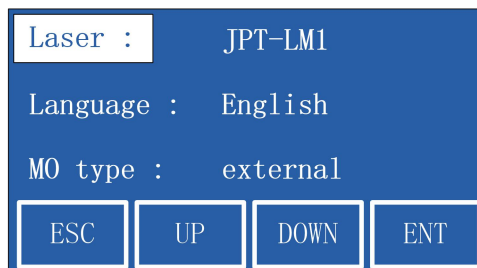 Laser : JPT-LM1
Language : English
MO type : external
ESC UP DOWN ENT